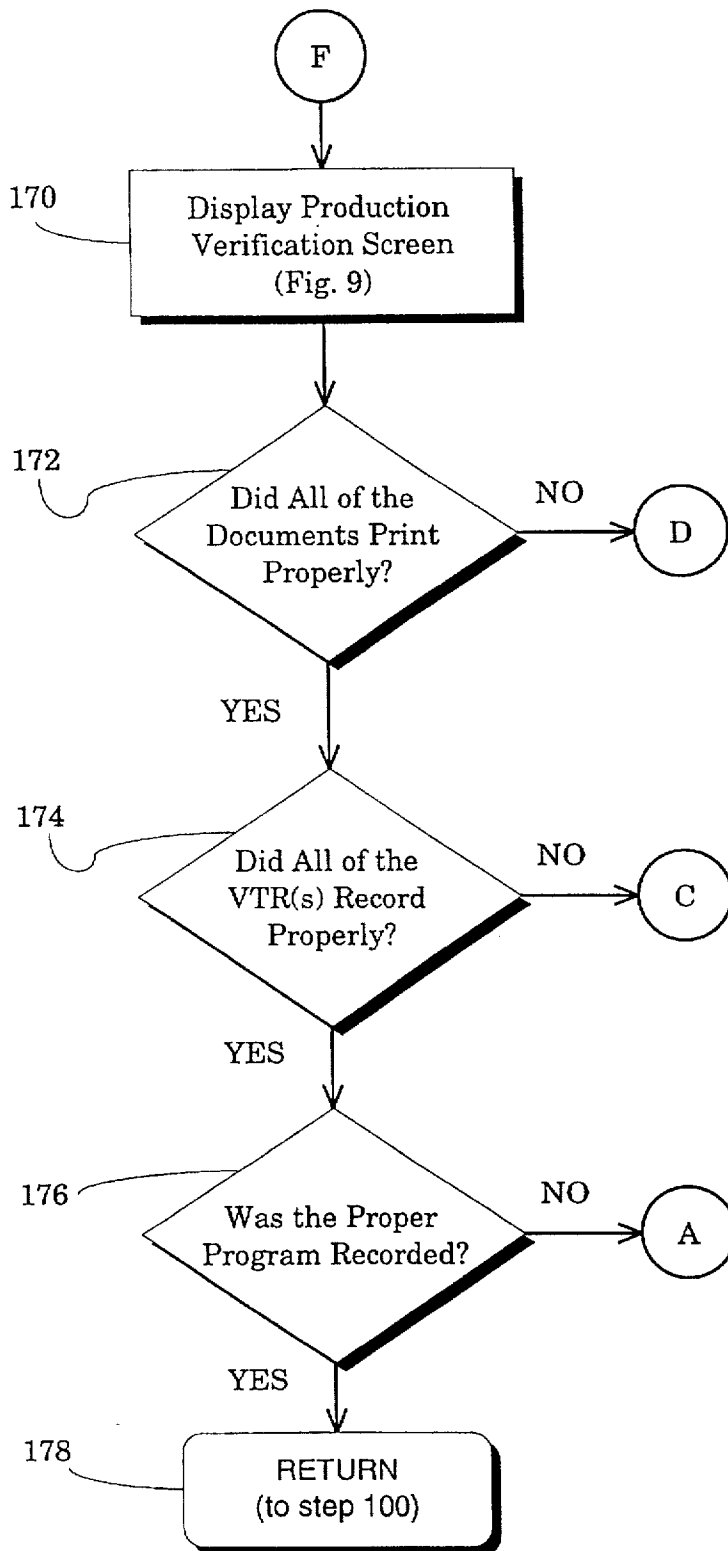 F
170
Display Production
Verification Screen
(Fig. 9)
172
Did All of the
Documents Print
Properly?
NO
D
YES
174
Did All of the
VTR(s) Record
Properly?
NO
C
YES
176
Was the Proper
Program Recorded?
NO
A
YES
178
RETURN
(to step 100)